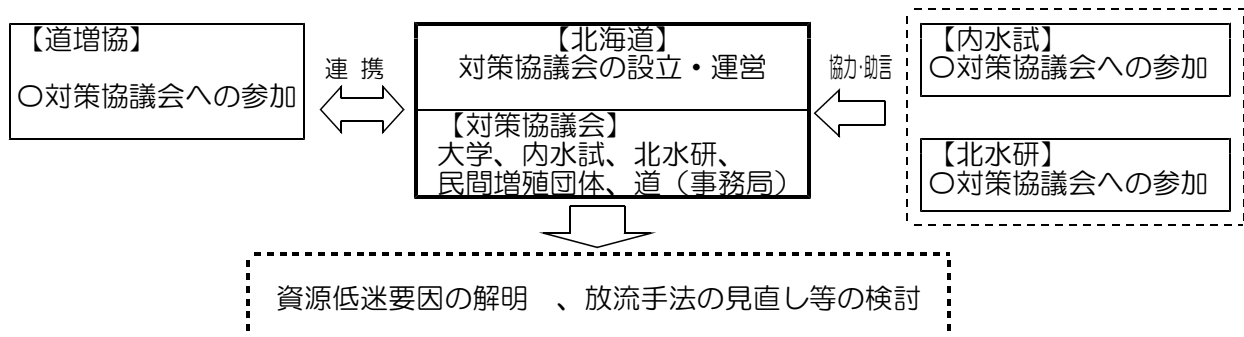 【道増協】
〇対策協議会への参加
連 携
【北海道】
対策協議会の設立・運営
【対策協議会】
大学、内水試、北水研、
民間増殖団体、道（事務局）
協力・助言
【内水試】
〇対策協議会への参加
【北水研】
〇対策協議会への参加
資源低迷要因の解明 、放流手法の見直し等の検討